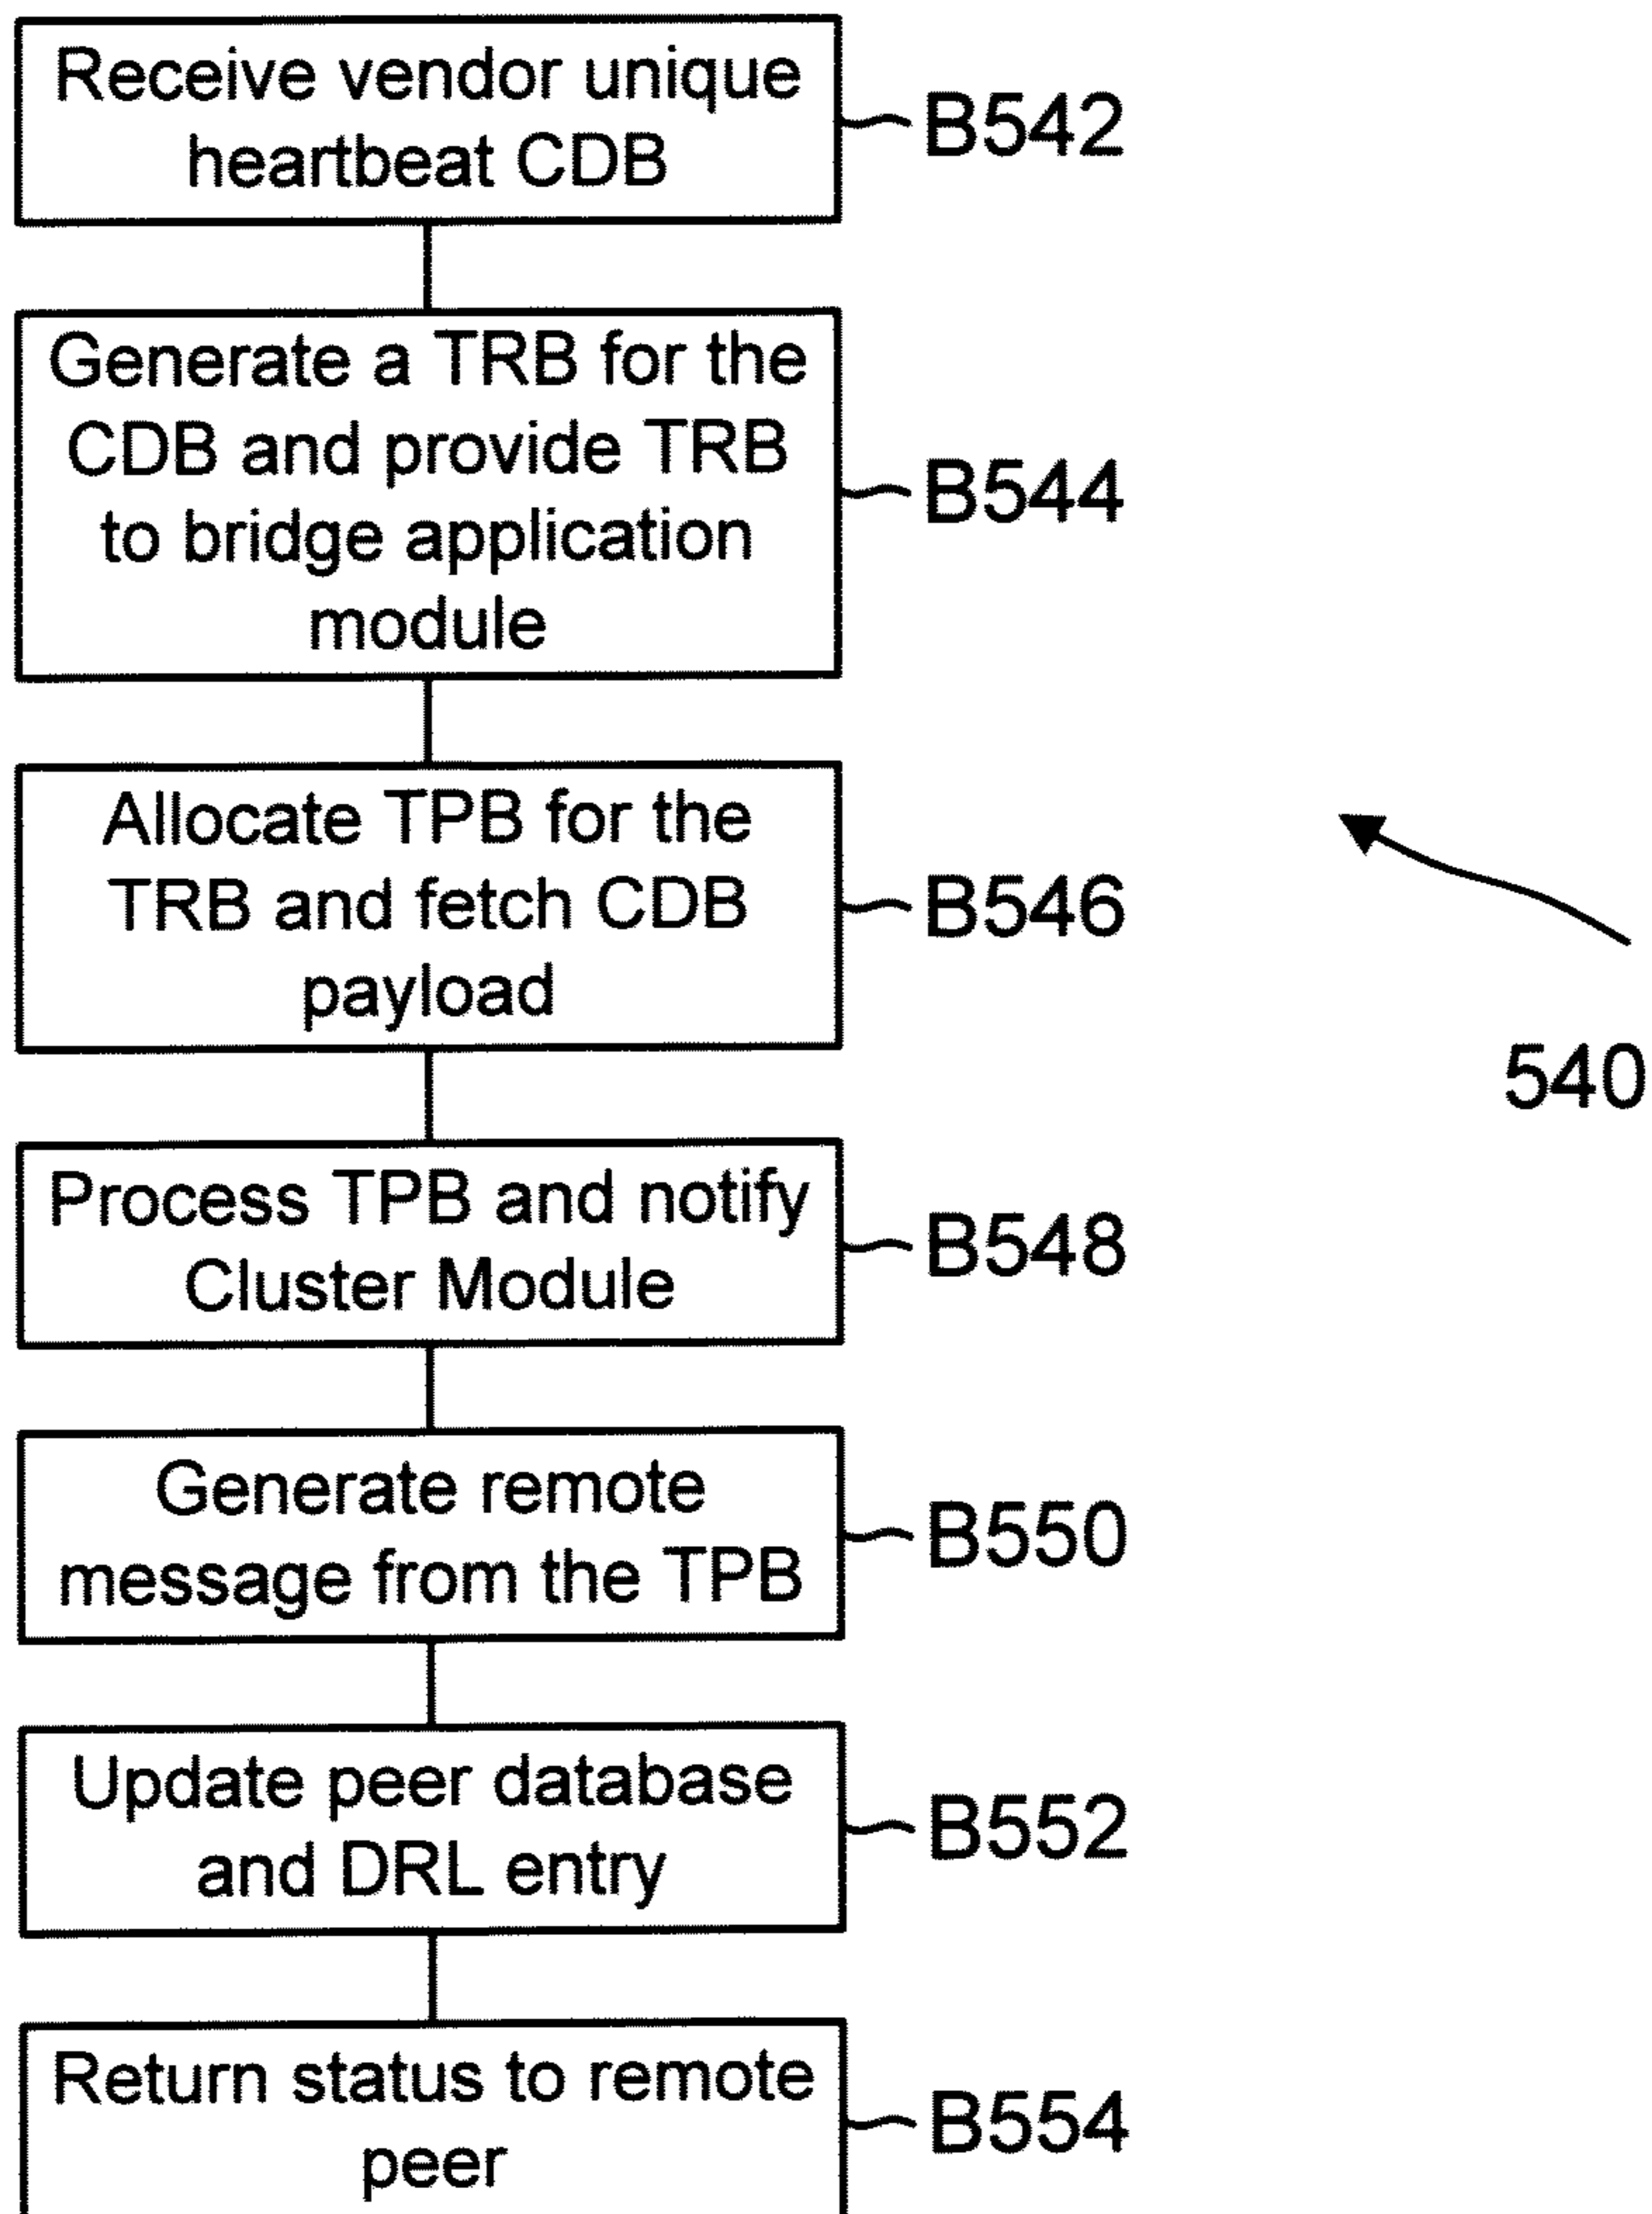 Receive vendor unique
heartbeat CDB
B542
Generate a TRB for the
CDB and provide TRB
to bridge application
module
B544
Allocate TPB for the
TRB and fetch CDB
payload
B546
540
Process TPB and notify
Cluster Module
B548
Generate remote
message from the TPB
B550
Update peer database
and DRL entry
B552
Return status to remote
peer
B554